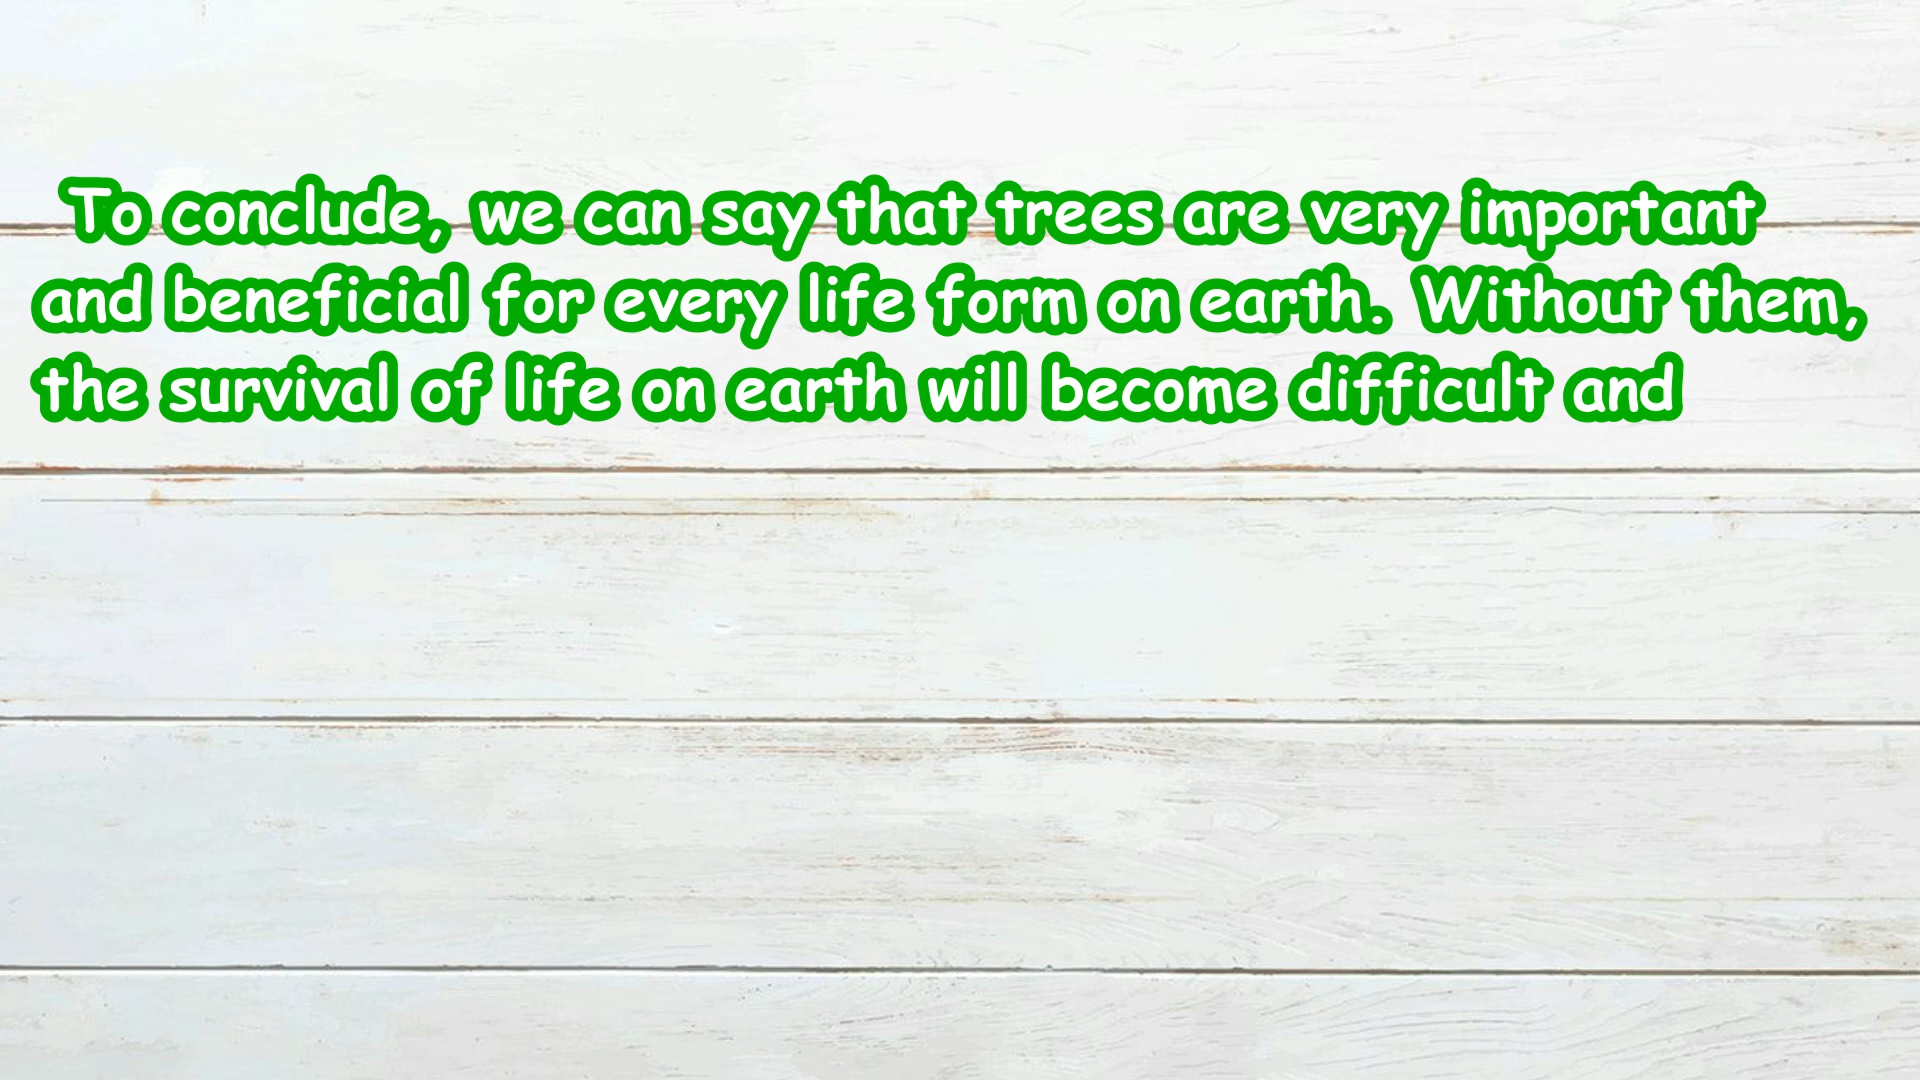 To conclude, we can say that trees are very important
and beneficial for every life form on earth. Without them,
the survival of life on earth will become difficult and